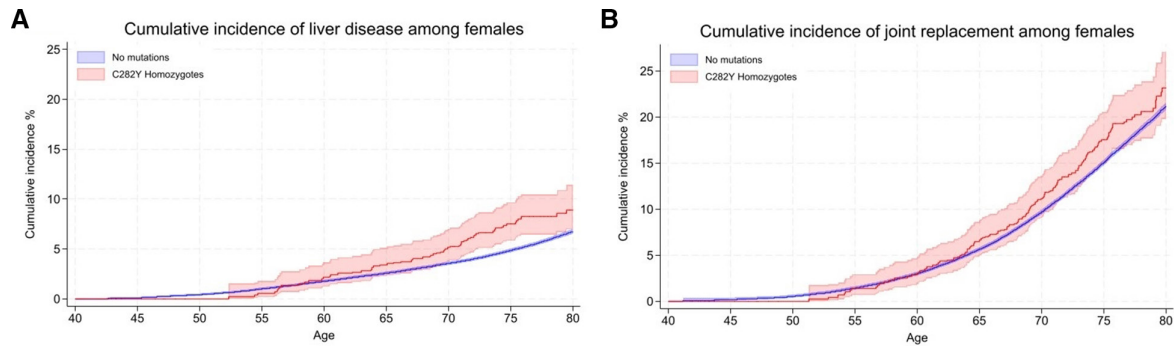 A
Cumulative incidence of liver disease among females
No mutations
C282Y Homozygotes
Cumulative incidence %
25
20
15
10
5
0
40 45 50 55 60 65 70 75 80
Age
B
Cumulative incidence of joint replacement among females
No mutations
C282Y Homozygotes
Cumulative incidence %
25
20
15
10
5
0
40 45 50 55 60 65 70 75 80
Age